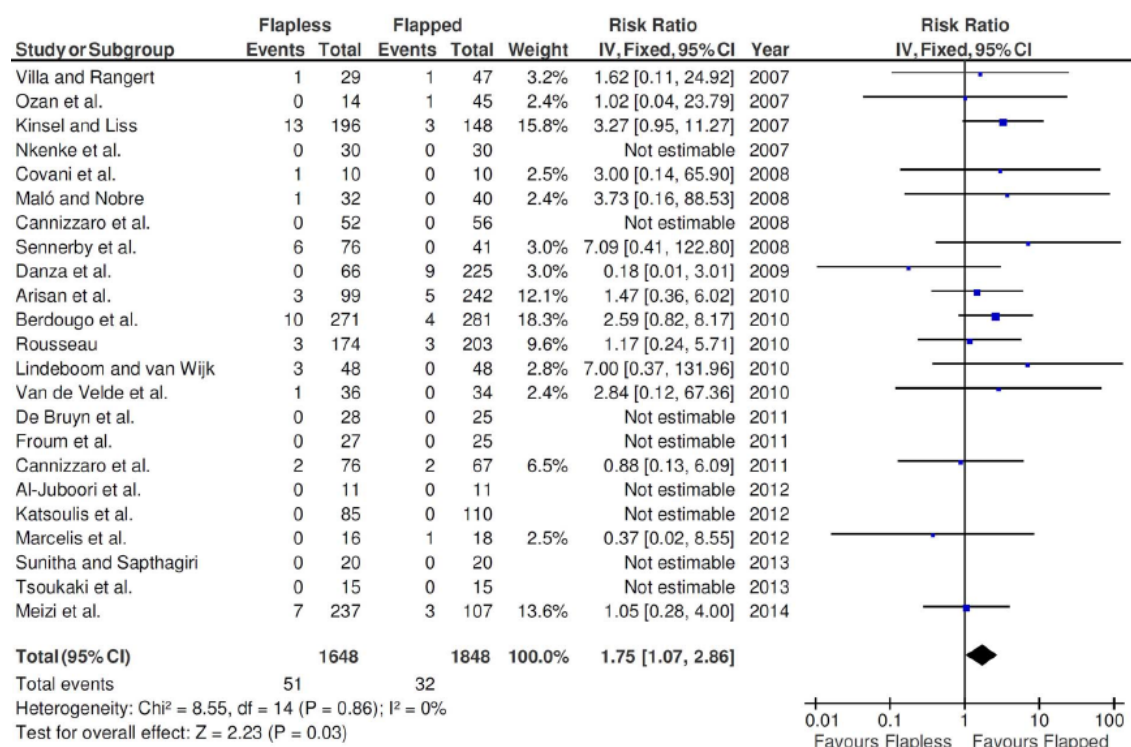 Flapless Flapped Risk Ratio Risk Ratio
Study or Subgroup Events Total Events Total Weight IV, Fixed, 95% CI Year IV, Fixed, 95% CI
Villa and Rangert 1 29 1 47 3.2% 1.62 [0.11, 24.92] 2007
Ozan et al. 0 14 1 45 2.4% 1.02 [0.04, 23.79] 2007
Kinsel and Liss 13 196 3 148 15.8% 3.27 [0.95, 11.27] 2007
Nkenke et al. 0 30 0 30 Not estimable 2007
Covani et al. 1 10 0 10 2.5% 3.00 [0.14, 65.90] 2008
Maló and Nobre 1 32 0 40 2.4% 3.73 [0.16, 88.53] 2008
Cannizzaro et al. 0 52 0 56 Not estimable 2008
Sennerby et al. 6 76 0 41 3.0% 7.09 [0.41, 122.80] 2008
Danza et al. 0 66 9 225 3.0% 0.18 [0.01, 3.01] 2009
Arisan et al. 3 99 5 242 12.1% 1.47 [0.36, 6.02] 2010
Berdougo et al. 10 271 4 281 18.3% 2.59 [0.82, 8.17] 2010
Rousseau 3 174 3 203 9.6% 1.17 [0.24, 5.71] 2010
Lindeboom and van Wijk 3 48 0 48 2.8% 7.00 [0.37, 131.96] 2010
Van de Velde et al. 1 36 0 34 2.4% 2.84 [0.12, 67.36] 2010
De Bruyn et al. 0 28 0 25 Not estimable 2011
Froum et al. 0 27 0 25 Not estimable 2011
Cannizzaro et al. 2 76 2 67 6.5% 0.88 [0.13, 6.09] 2011
Al-Juboori et al. 0 11 0 11 Not estimable 2012
Katsoulis et al. 0 85 0 110 Not estimable 2012
Marcelis et al. 0 16 1 18 2.5% 0.37 [0.02, 8.55] 2012
Sunitha and Sapthagiri 0 20 0 20 Not estimable 2013
Tsoukaki et al. 0 15 0 15 Not estimable 2013
Meizi et al. 7 237 3 107 13.6% 1.05 [0.28, 4.00] 2014
Total (95% CI) 1648 1848 100.0% 1.75 [1.07, 2.86]
Total events 51 32
Heterogeneity: Chi² = 8.55, df = 14 (P = 0.86); I² = 0%
Test for overall effect: Z = 2.23 (P = 0.03)
0.01 0.1 1 10 100
Favours Flapless Favours Flapped